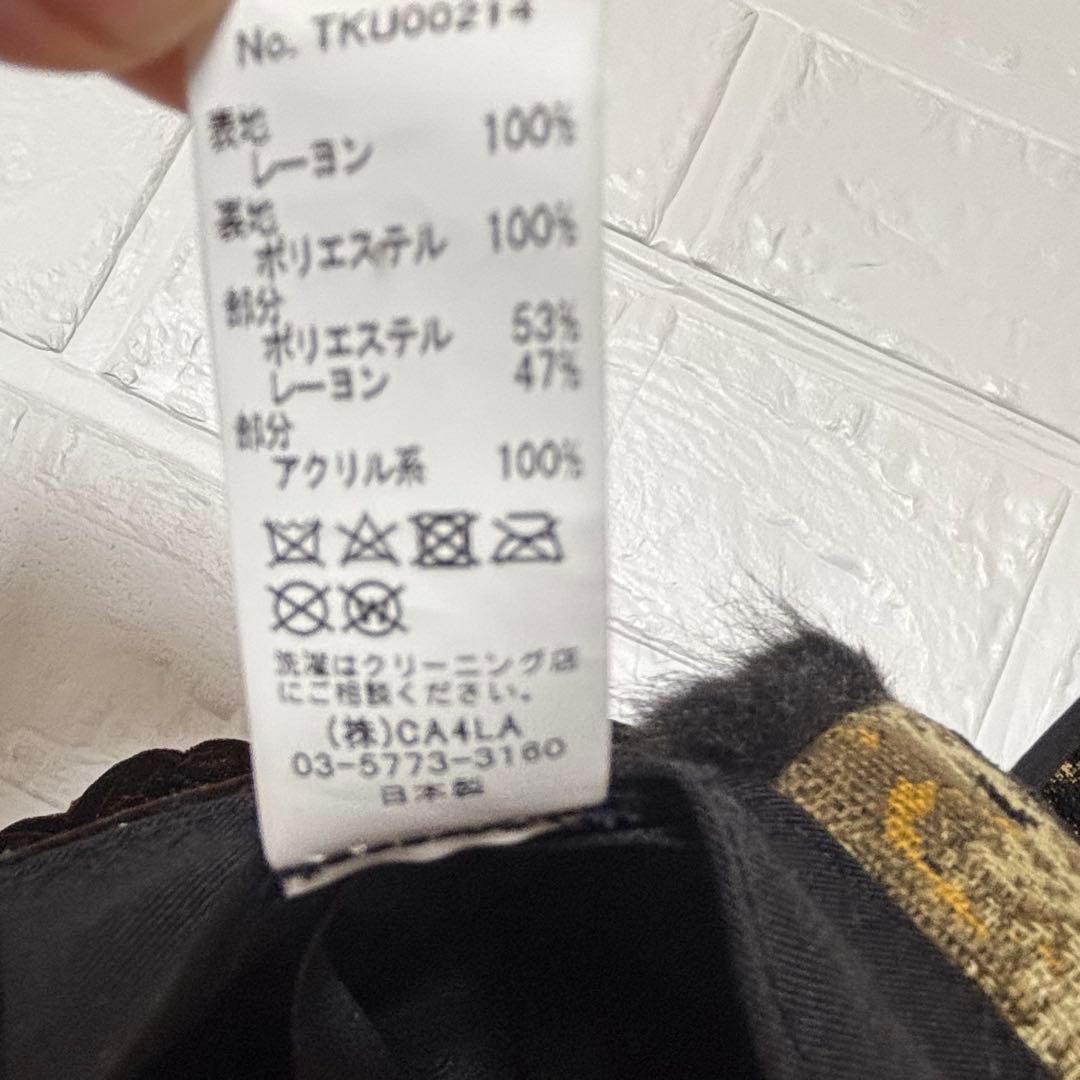 No. TKU00214
表地
レーヨン 100%
裏地
ポリエステル 100%
部分
ポリエステル 53%
レーヨン 47%
部分
アクリル系 100%
W
洗濯はクリーニング店
にご相談ください。
(株)CA4LA
03-5773-3160
日本製